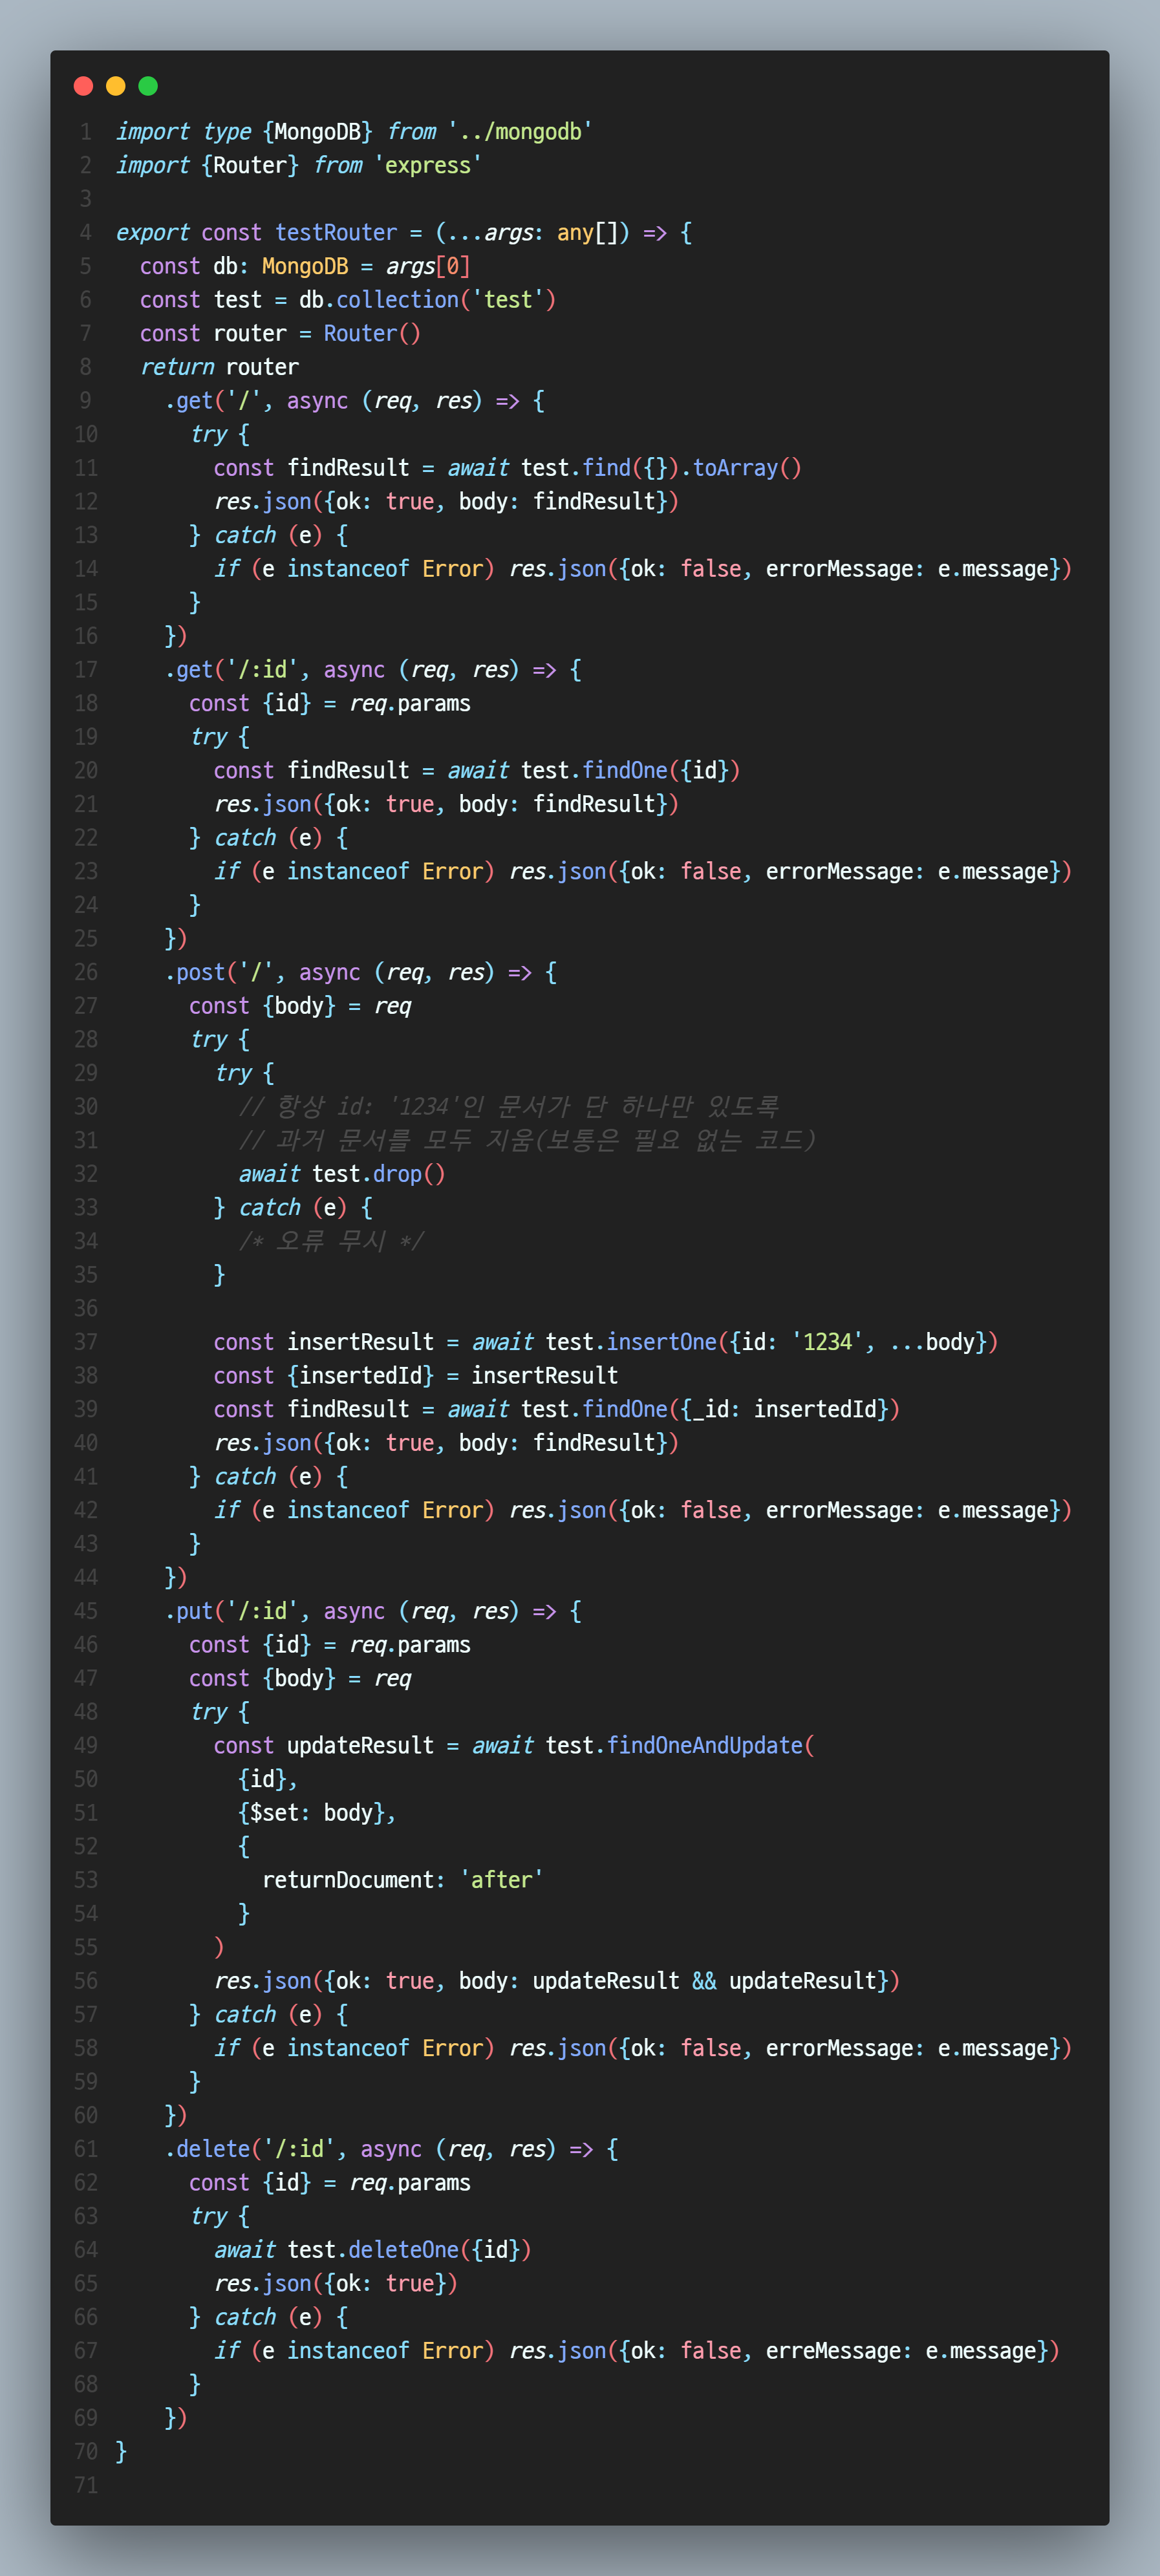 1 import type {MongoDB} from '../mongodb'
2 import {Router} from 'express'
3
4 export const testRouter = (...args: any[]) => {
5   const db: MongoDB = args[0]
6   const test = db.collection('test')
7   const router = Router()
8   return router
9     .get('/', async (req, res) => {
10       try {
11         const findResult = await test.find({}).toArray()
12         res.json({ok: true, body: findResult})
13       } catch (e) {
14         if (e instanceof Error) res.json({ok: false, errorMessage: e.message})
15       }
16     })
17     .get('/:id', async (req, res) => {
18       const {id} = req.params
19       try {
20         const findResult = await test.findOne({id})
21         res.json({ok: true, body: findResult})
22       } catch (e) {
23         if (e instanceof Error) res.json({ok: false, errorMessage: e.message})
24       }
25     })
26     .post('/', async (req, res) => {
27       const {body} = req
28       try {
29         try {
30           // 항상 id: '1234'인 문서가 단 하나만 있도록
31           // 과거 문서를 모두 지움(보통은 필요 없는 코드)
32           await test.drop()
33         } catch (e) {
34           /* 오류 무시 */
35         }
36
37         const insertResult = await test.insertOne({id: '1234', ...body})
38         const {insertedId} = insertResult
39         const findResult = await test.findOne({_id: insertedId})
40         res.json({ok: true, body: findResult})
41       } catch (e) {
42         if (e instanceof Error) res.json({ok: false, errorMessage: e.message})
43       }
44     })
45     .put('/:id', async (req, res) => {
46       const {id} = req.params
47       const {body} = req
48       try {
49         const updateResult = await test.findOneAndUpdate(
50           {id},
51           {$set: body},
52           {
53             returnDocument: 'after'
54           }
55         )
56         res.json({ok: true, body: updateResult && updateResult})
57       } catch (e) {
58         if (e instanceof Error) res.json({ok: false, errorMessage: e.message})
59       }
60     })
61     .delete('/:id', async (req, res) => {
62       const {id} = req.params
63       try {
64         await test.deleteOne({id})
65         res.json({ok: true})
66       } catch (e) {
67         if (e instanceof Error) res.json({ok: false, erreMessage: e.message})
68       }
69     })
70 }
71